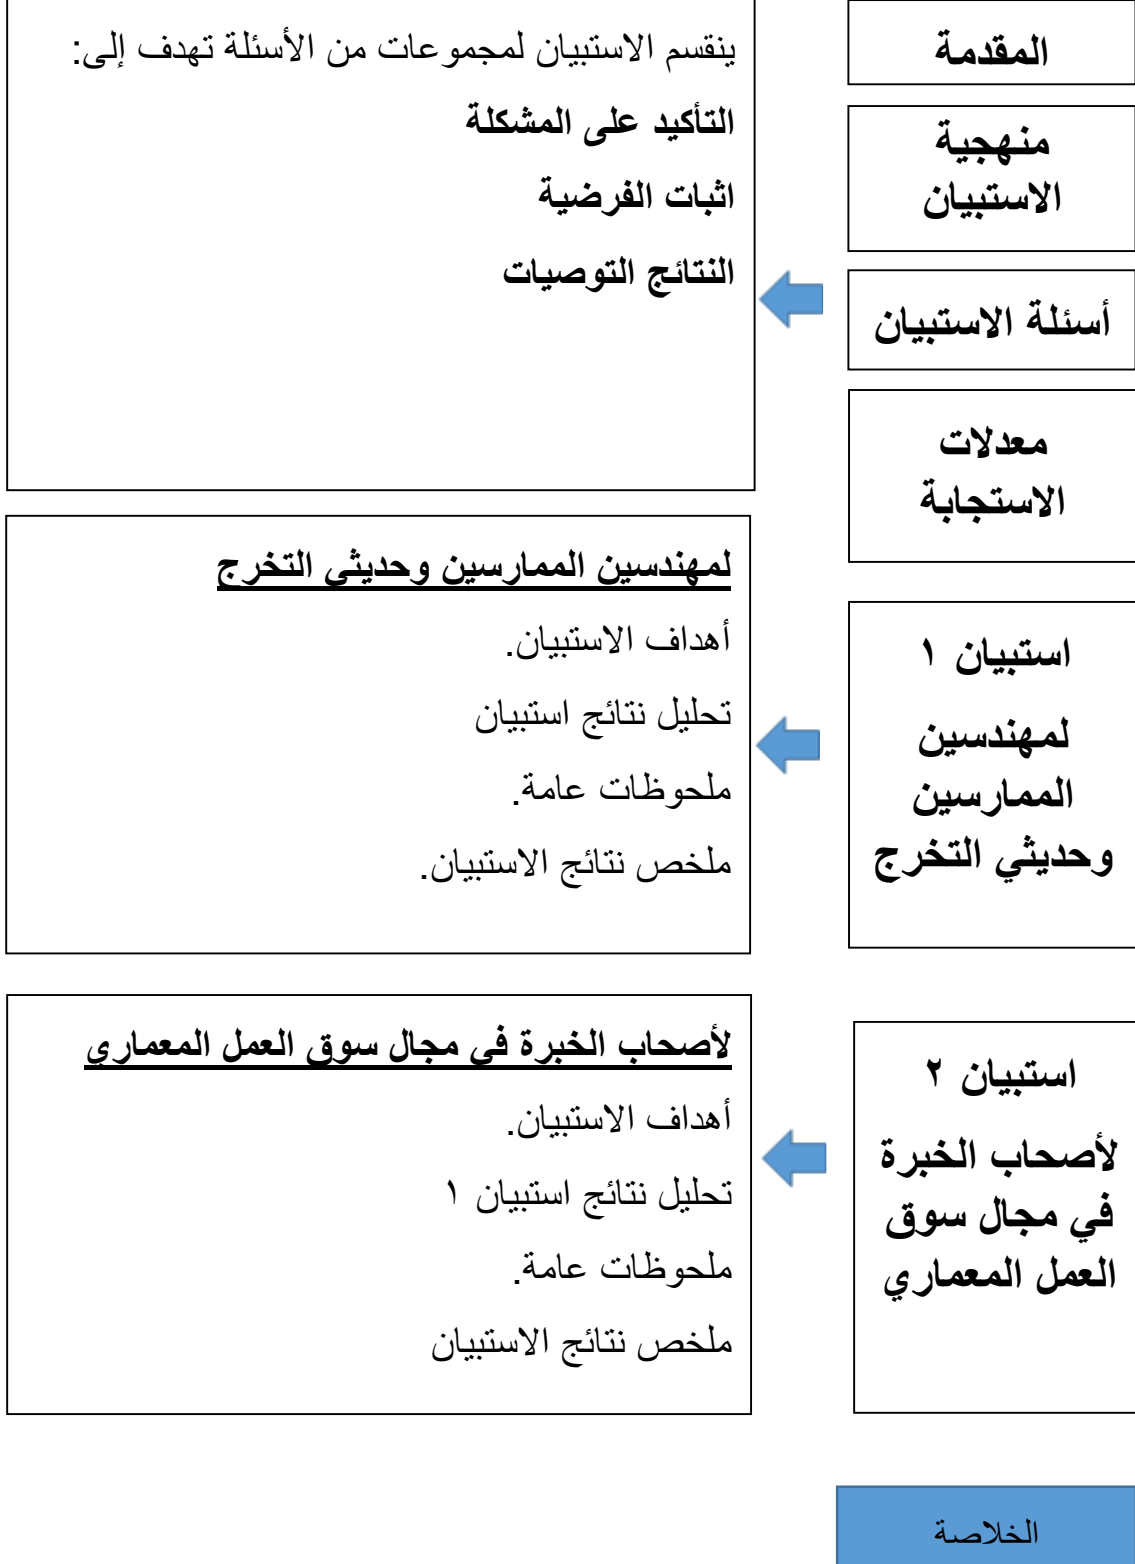 المقدمة
منهجية
الاستبيان
أسئلة الاستبيان
ينقسم الاستبيان لمجموعات من الأسئلة تهدف إلى:
التأكيد على المشكلة
اثبات الفرضية
النتائج التوصيات
معدلات
الاستجابة
استبيان ١
لمهندسين
الممارسين
وحديثي التخرج
لمهندسين الممارسين وحديثي التخرج
أهداف الاستبيان.
تحليل نتائج استبيان
ملحوظات عامة.
ملخص نتائج الاستبيان.
استبيان ٢
لأصحاب الخبرة
في مجال سوق
العمل المعماري
لأصحاب الخبرة في مجال سوق العمل المعماري
أهداف الاستبيان.
تحليل نتائج استبيان ١
ملحوظات عامة.
ملخص نتائج الاستبيان
الخلاصة